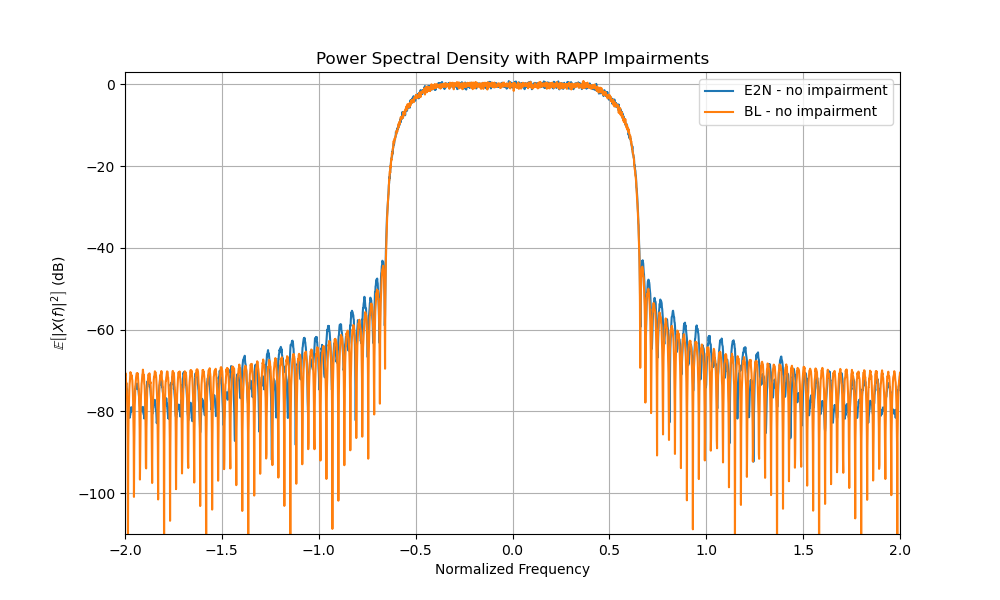 Power Spectral Density with RAPP Impairments
E2N - no impairment
BL - no impairment
0
−20
−40
−60
−80
−100
𝔼[|X(f)|²] (dB)
−2.0 −1.5 −1.0 −0.5 0.0 0.5 1.0 1.5 2.0
Normalized Frequency